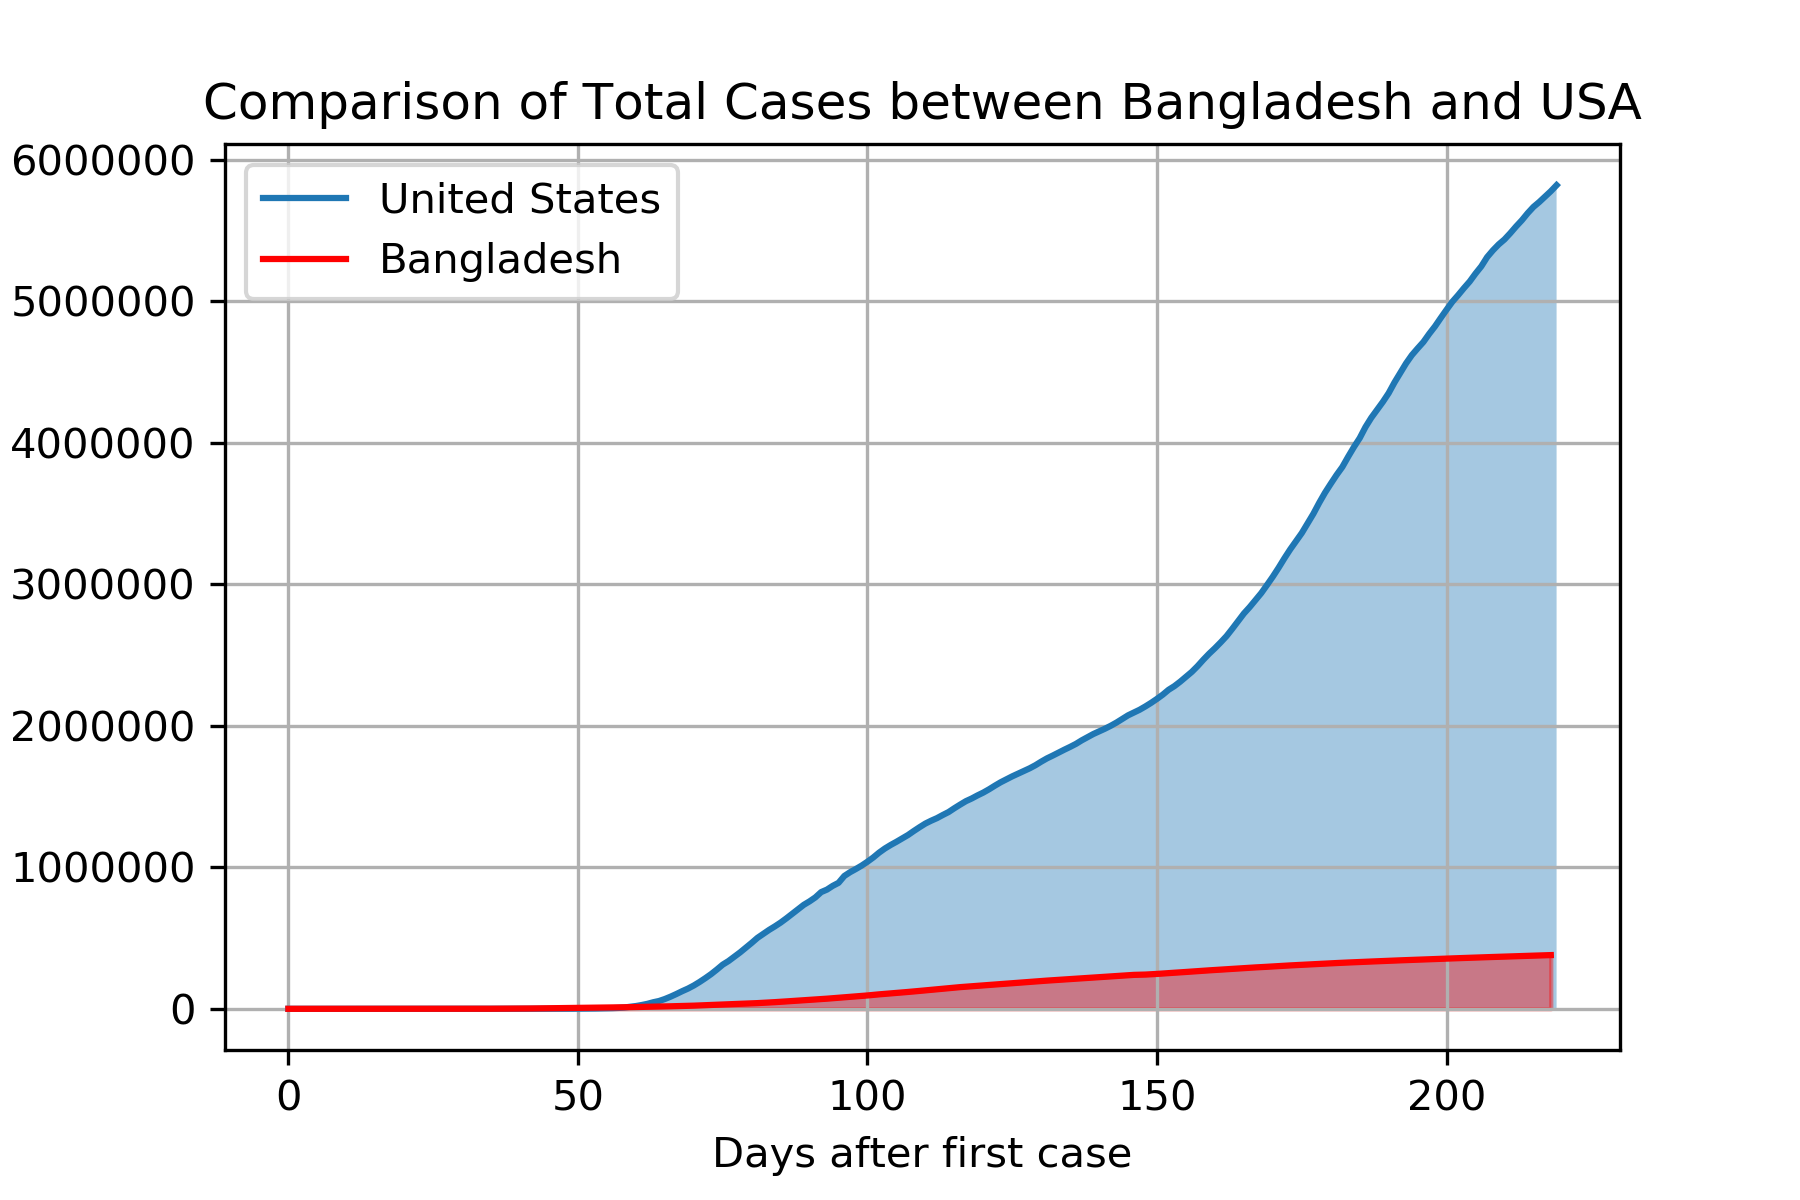 Comparison of Total Cases between Bangladesh and USA
6000000
5000000
4000000
3000000
2000000
1000000
0
United States
Bangladesh
0 50 100 150 200
Days after first case